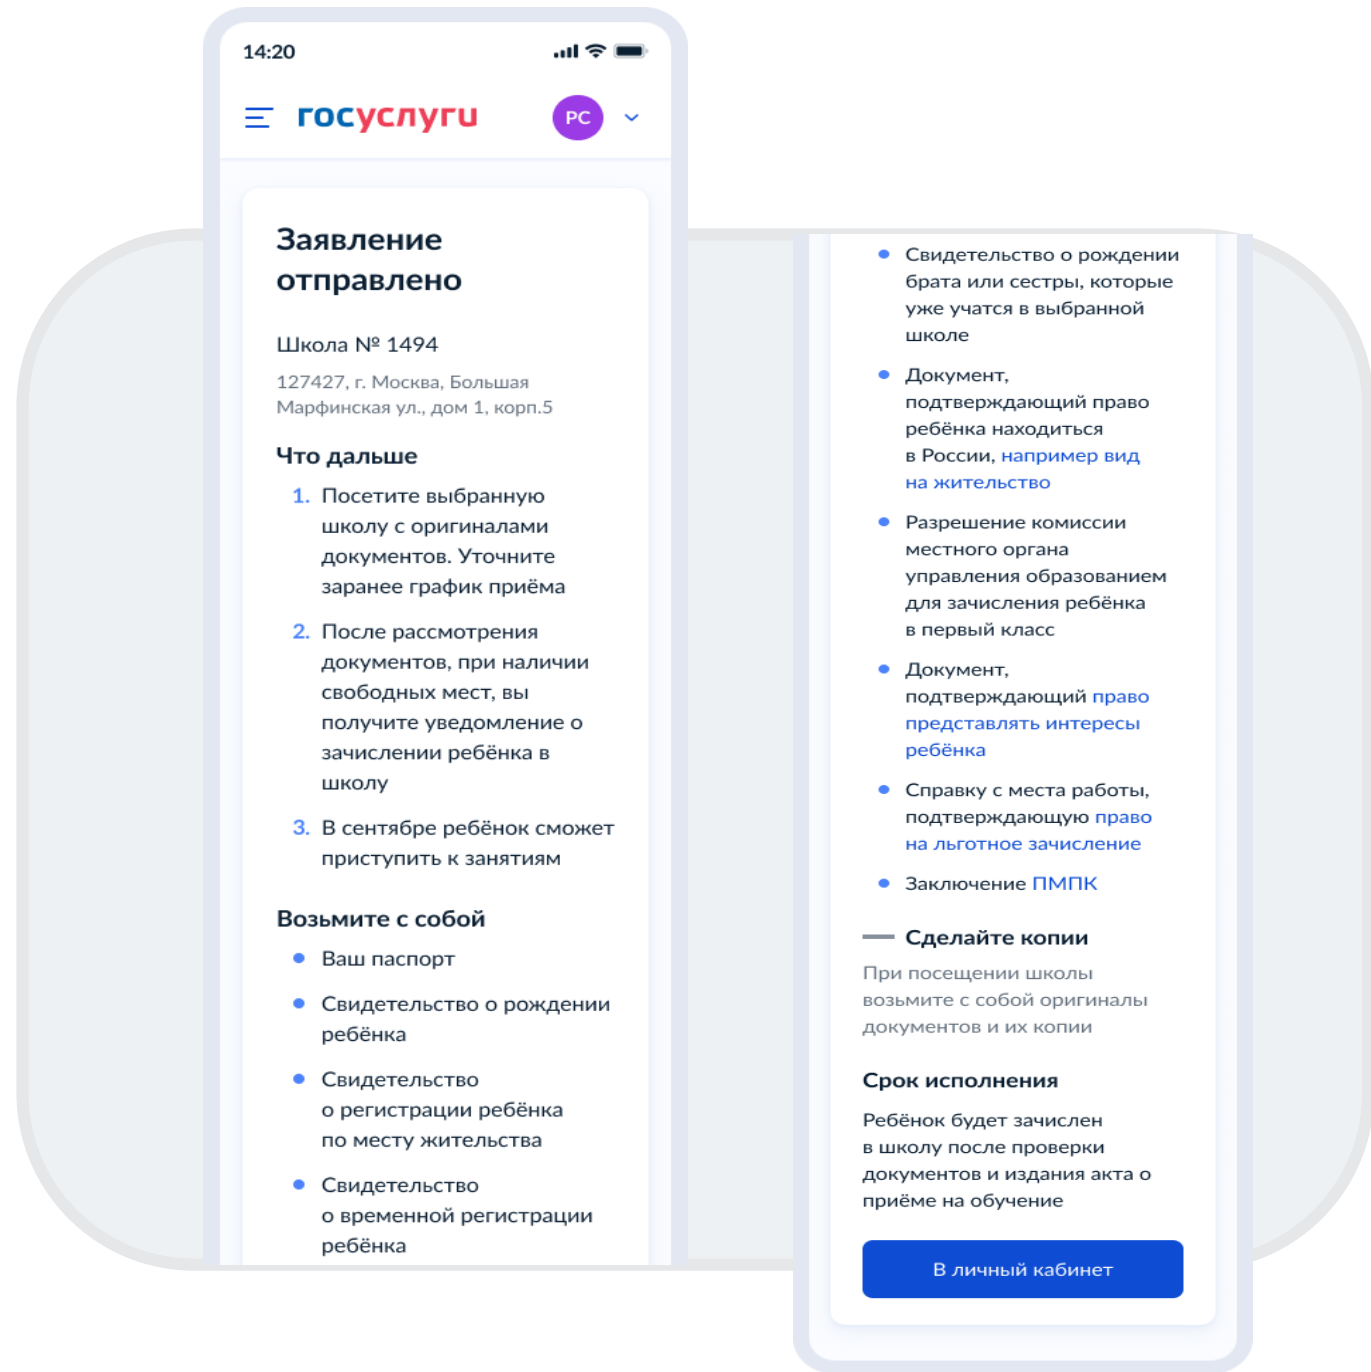 14:20
госуслуги
РС
Заявление
отправлено
Школа № 1494
127427, г. Москва, Большая
Марфинская ул., дом 1, корп.5
Что дальше
1. Посетите выбранную
школу с оригиналами
документов. Уточните
заранее график приёма
2. После рассмотрения
документов, при наличии
свободных мест, вы
получите уведомление о
зачислении ребёнка в
школу
3. В сентябре ребёнок сможет
приступить к занятиям
Возьмите с собой
• Ваш паспорт
• Свидетельство о рождении
ребёнка
• Свидетельство
о регистрации ребёнка
по месту жительства
• Свидетельство
о временной регистрации
ребёнка
• Свидетельство о рождении
брата или сестры, которые
уже учатся в выбранной
школе
• Документ,
подтверждающий право
ребёнка находиться
в России, например вид
на жительство
• Разрешение комиссии
местного органа
управления образованием
для зачисления ребёнка
в первый класс
• Документ,
подтверждающий право
представлять интересы
ребёнка
• Справку с места работы,
подтверждающую право
на льготное зачисление
• Заключение ПМПК
— Сделайте копии
При посещении школы
возьмите с собой оригиналы
документов и их копии
Срок исполнения
Ребёнок будет зачислен
в школу после проверки
документов и издания акта о
приёме на обучение
В личный кабинет